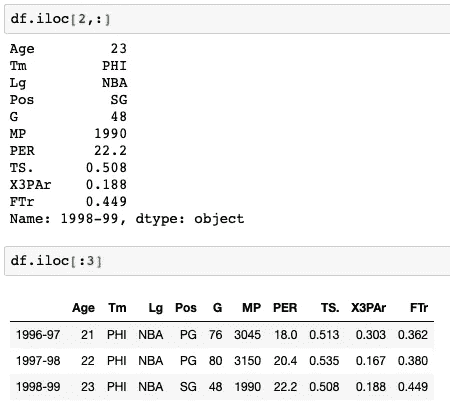 df.iloc[2,:]
Age 23
Tm PHI
Lg NBA
Pos SG
G 48
MP 1990
PER 22.2
TS. 0.508
X3PAr 0.188
FTr 0.449
Name: 1998-99, dtype: object
df.iloc[:3]
Age Tm Lg Pos G MP PER TS. X3PAr FTr
1996-97 21 PHI NBA PG 76 3045 18.0 0.513 0.303 0.362
1997-98 22 PHI NBA PG 80 3150 20.4 0.535 0.167 0.380
1998-99 23 PHI NBA SG 48 1990 22.2 0.508 0.188 0.449